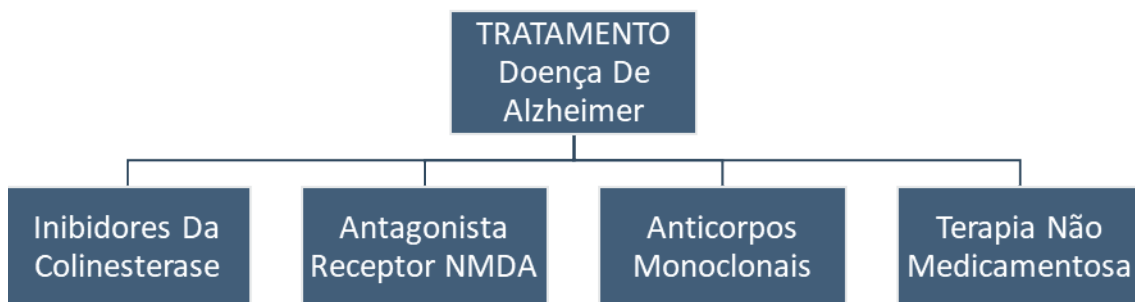 TRATAMENTO
Doença De
Alzheimer
Inibidores Da
Colinesterase
Antagonista
Receptor NMDA
Anticorpos
Monoclonais
Terapia Não
Medicamentosa